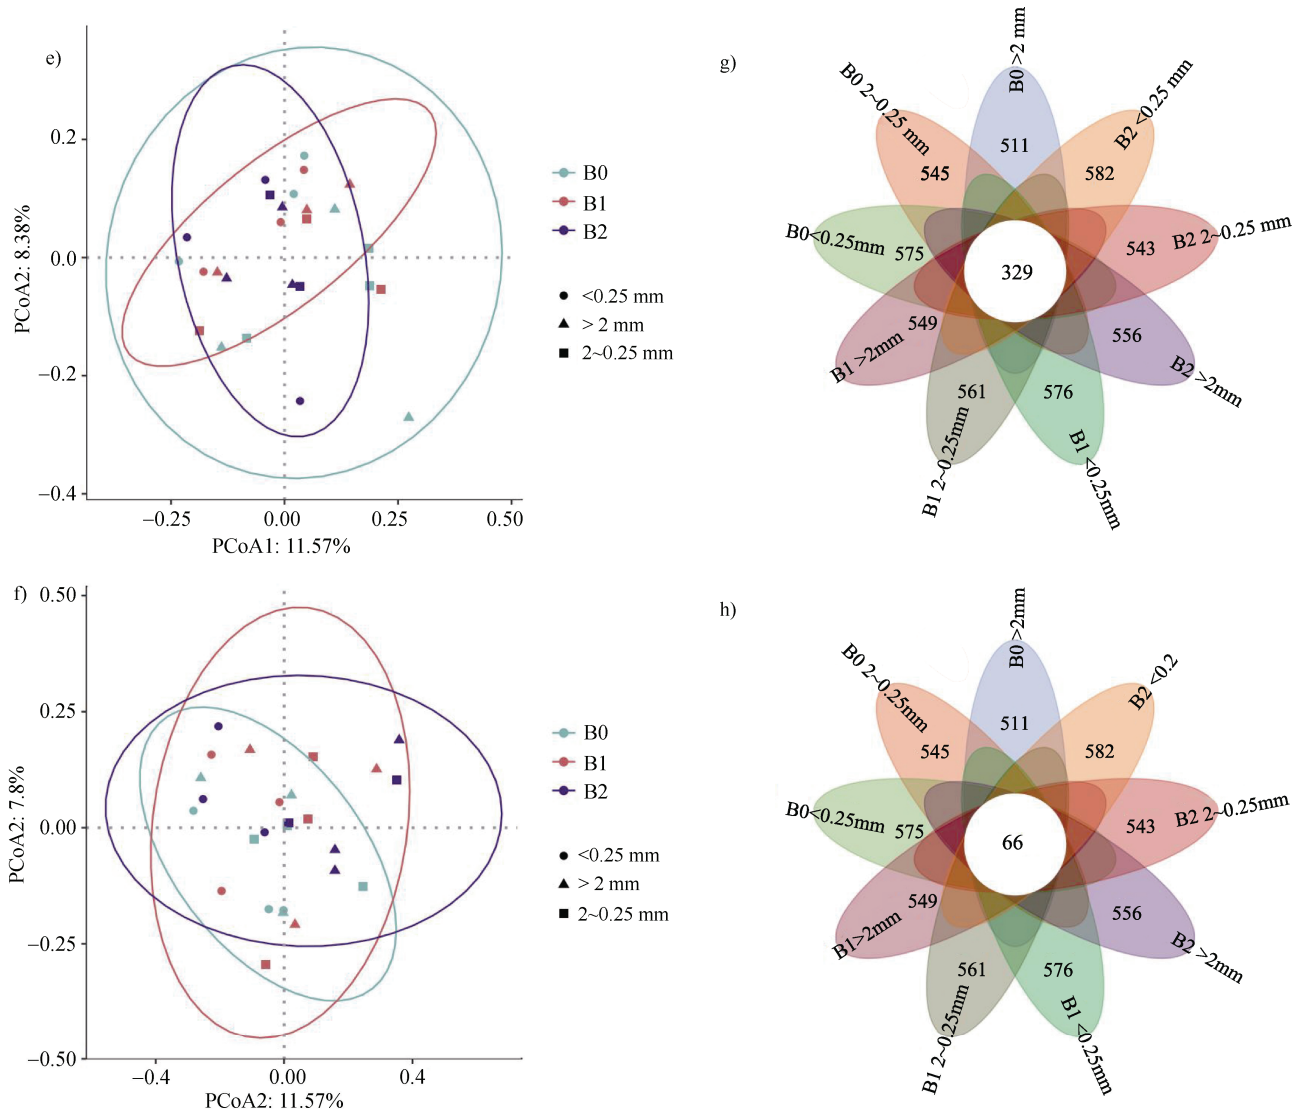 e)
0.2
0.0
−0.2
−0.4
PCoA2: 8.38%
−0.25
0.00
0.25
0.50
PCoA1: 11.57%
B0
B1
B2
<0.25 mm
> 2 mm
2~0.25 mm
g)
B0 >2 mm
B2 <0.25 mm
B2 2~0.25 mm
B2 >2mm
B1 <0.25mm
B1 2~0.25mm
B1 >2mm
B0<0.25mm
B0 2~0.25 mm
511
582
543
556
576
561
549
575
545
329
f)
0.50
0.25
0.00
−0.25
−0.50
PCoA2: 7.8%
−0.4
0.00
0.4
PCoA2: 11.57%
B0
B1
B2
<0.25 mm
> 2 mm
2~0.25 mm
h)
B0 >2mm
B2 <0.2
B2 2~0.25mm
B2 >2mm
B1 <0.25mm
B1 2~0.25mm
B1>2mm
B0<0.25mm
B0 2~0.25mm
511
582
543
556
576
561
549
575
545
66